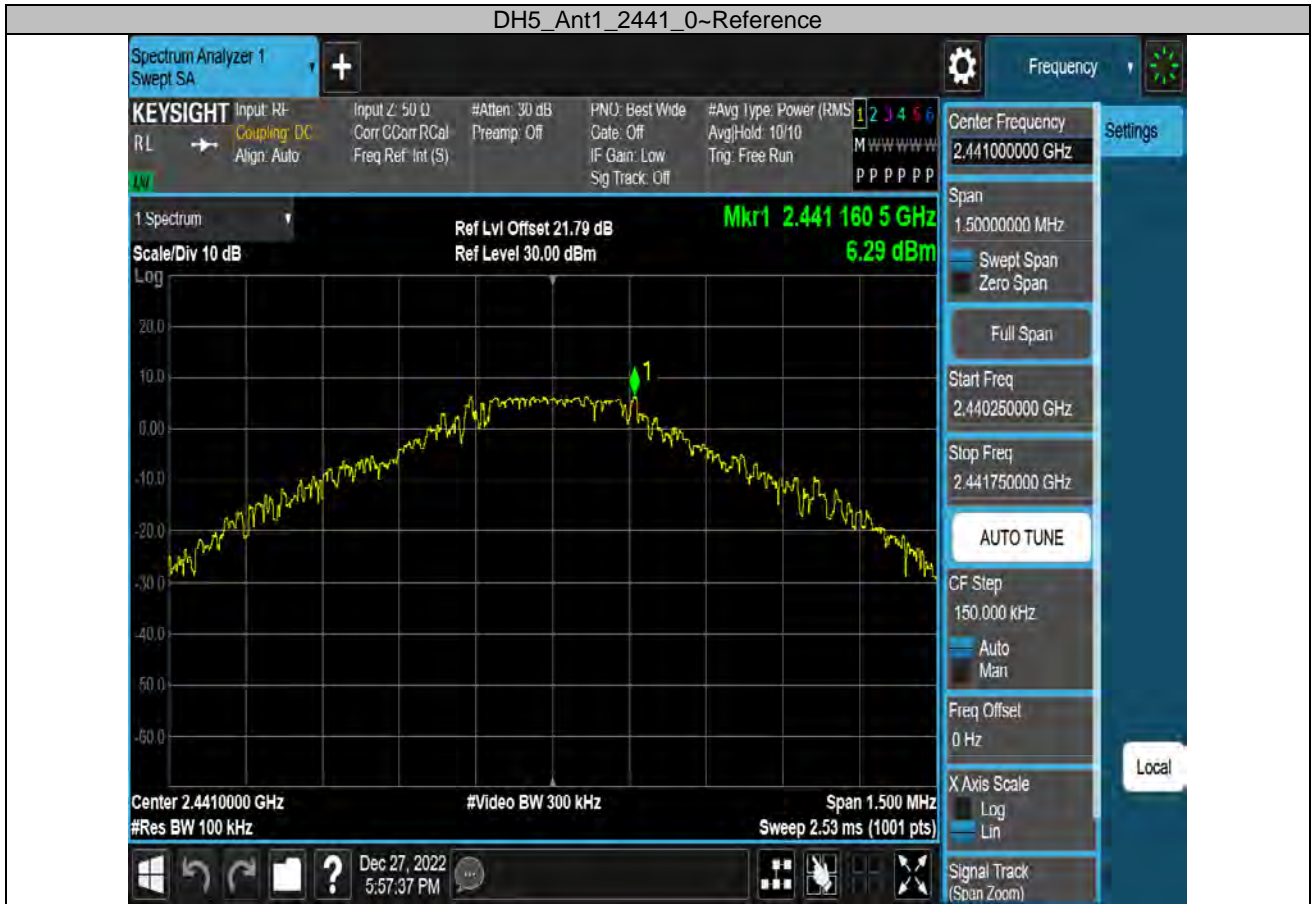 DH5_Ant1_2441_0~Reference
Spectrum Analyzer 1
Swept SA
+
Frequency
KEYSIGHT Input: RF Input Z: 50 Ω #Atten: 30 dB PNO: Best Wide #Avg Type: Power (RMS 1 2 3 4 5 6
RL Coupling: DC Corr CCorr RCal Preamp: Off Gate: Off Avg|Hold: 10/10 M W W W W W
Align: Auto Freq Ref: Int (S) IF Gain: Low Trig: Free Run
Sig Track: Off P P P P P P
Center Frequency
2.441000000 GHz
Settings
1 Spectrum Ref Lvl Offset 21.79 dB Mkr1 2.441 160 5 GHz
Scale/Div 10 dB Ref Level 30.00 dBm 6.29 dBm
Log
20.0
10.0
0.00
-10.0
-20.0
-30.0
-40.0
-50.0
-60.0
1
Center 2.4410000 GHz #Video BW 300 kHz Span 1.500 MHz
#Res BW 100 kHz Sweep 2.53 ms (1001 pts)
Span
1.50000000 MHz
Swept Span
Zero Span
Full Span
Start Freq
2.440250000 GHz
Stop Freq
2.441750000 GHz
AUTO TUNE
CF Step
150.000 kHz
Auto
Man
Freq Offset
0 Hz
X Axis Scale
Log
Lin
Local
Signal Track
(Span Zoom)
? Dec 27, 2022
5:57:37 PM